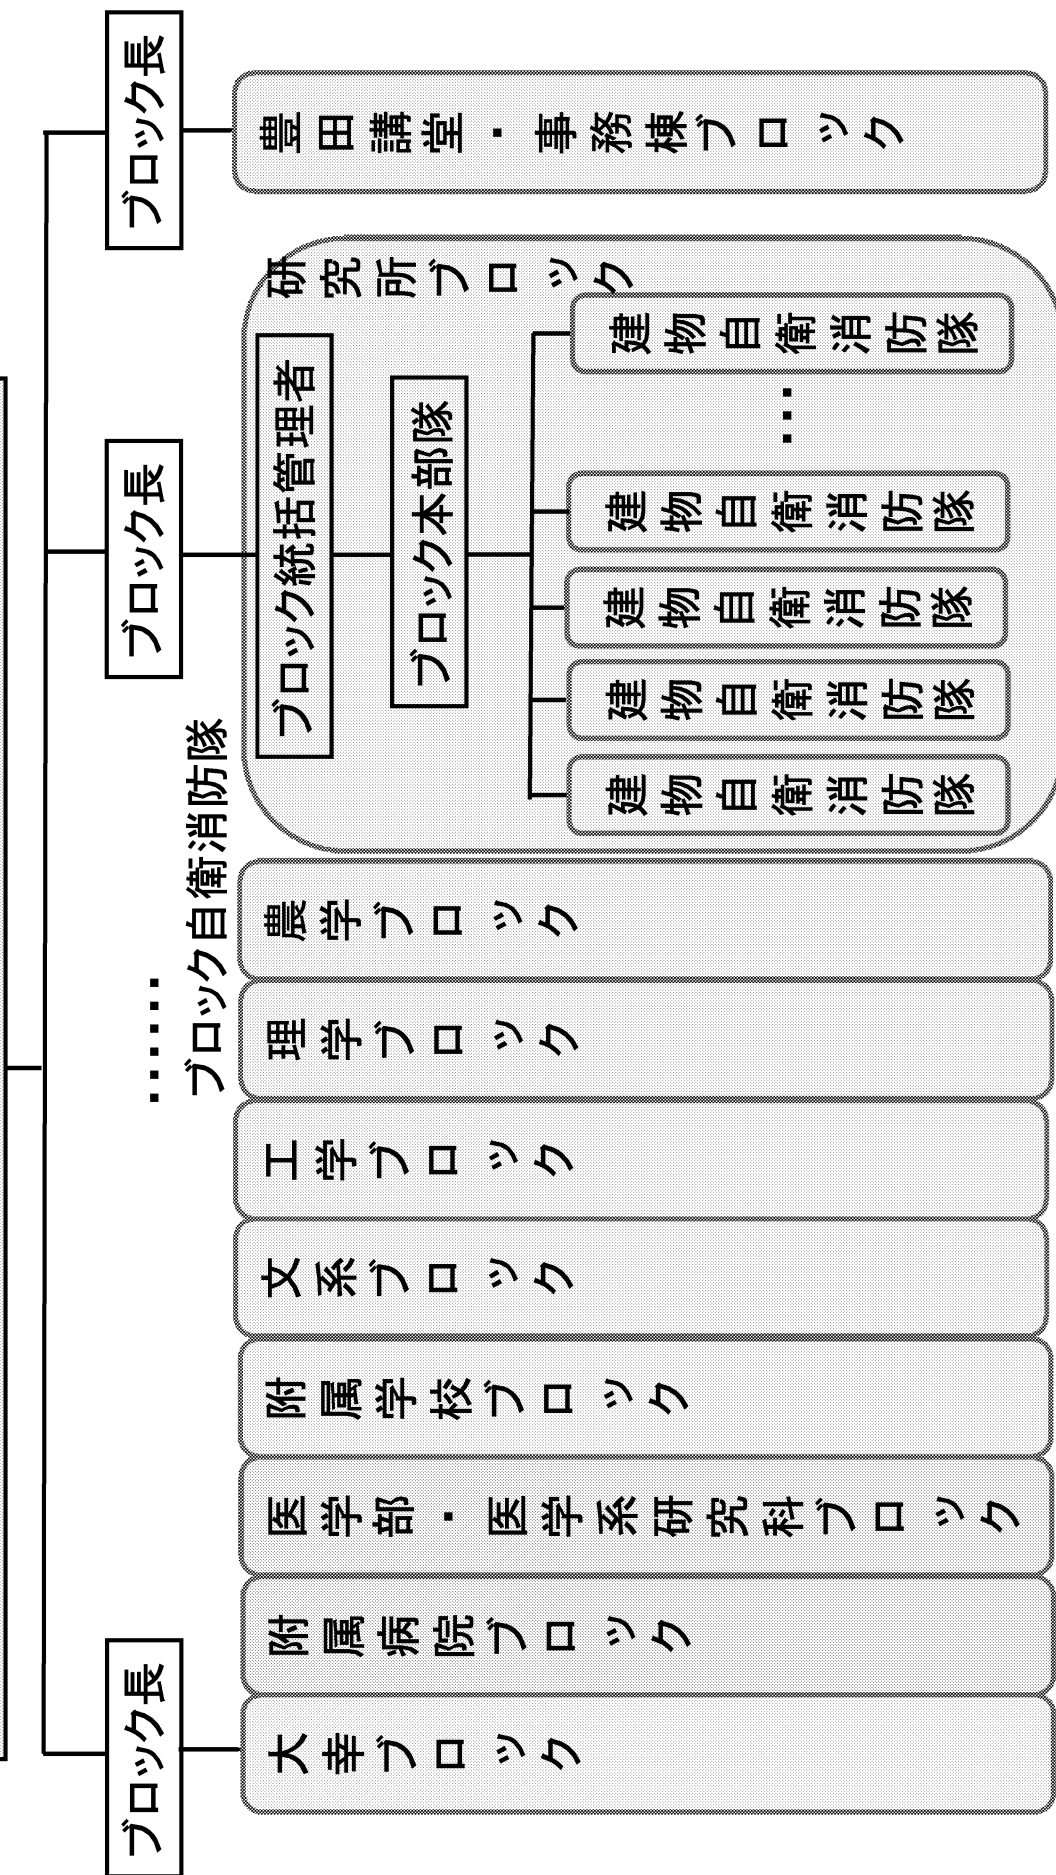 ブロック長
ブロック長
ブロック長
……
ブロック自衛消防隊
大幸ブロック
附属病院ブロック
医学部・医学系研究科ブロック
附属学校ブロック
文系ブロック
工学ブロック
理学ブロック
農学ブロック
研究所ブロック
ブロック統括管理者
ブロック本部隊
建物自衛消防隊
建物自衛消防隊
建物自衛消防隊
建物自衛消防隊
…
建物自衛消防隊
豊田講堂・事務棟ブロック